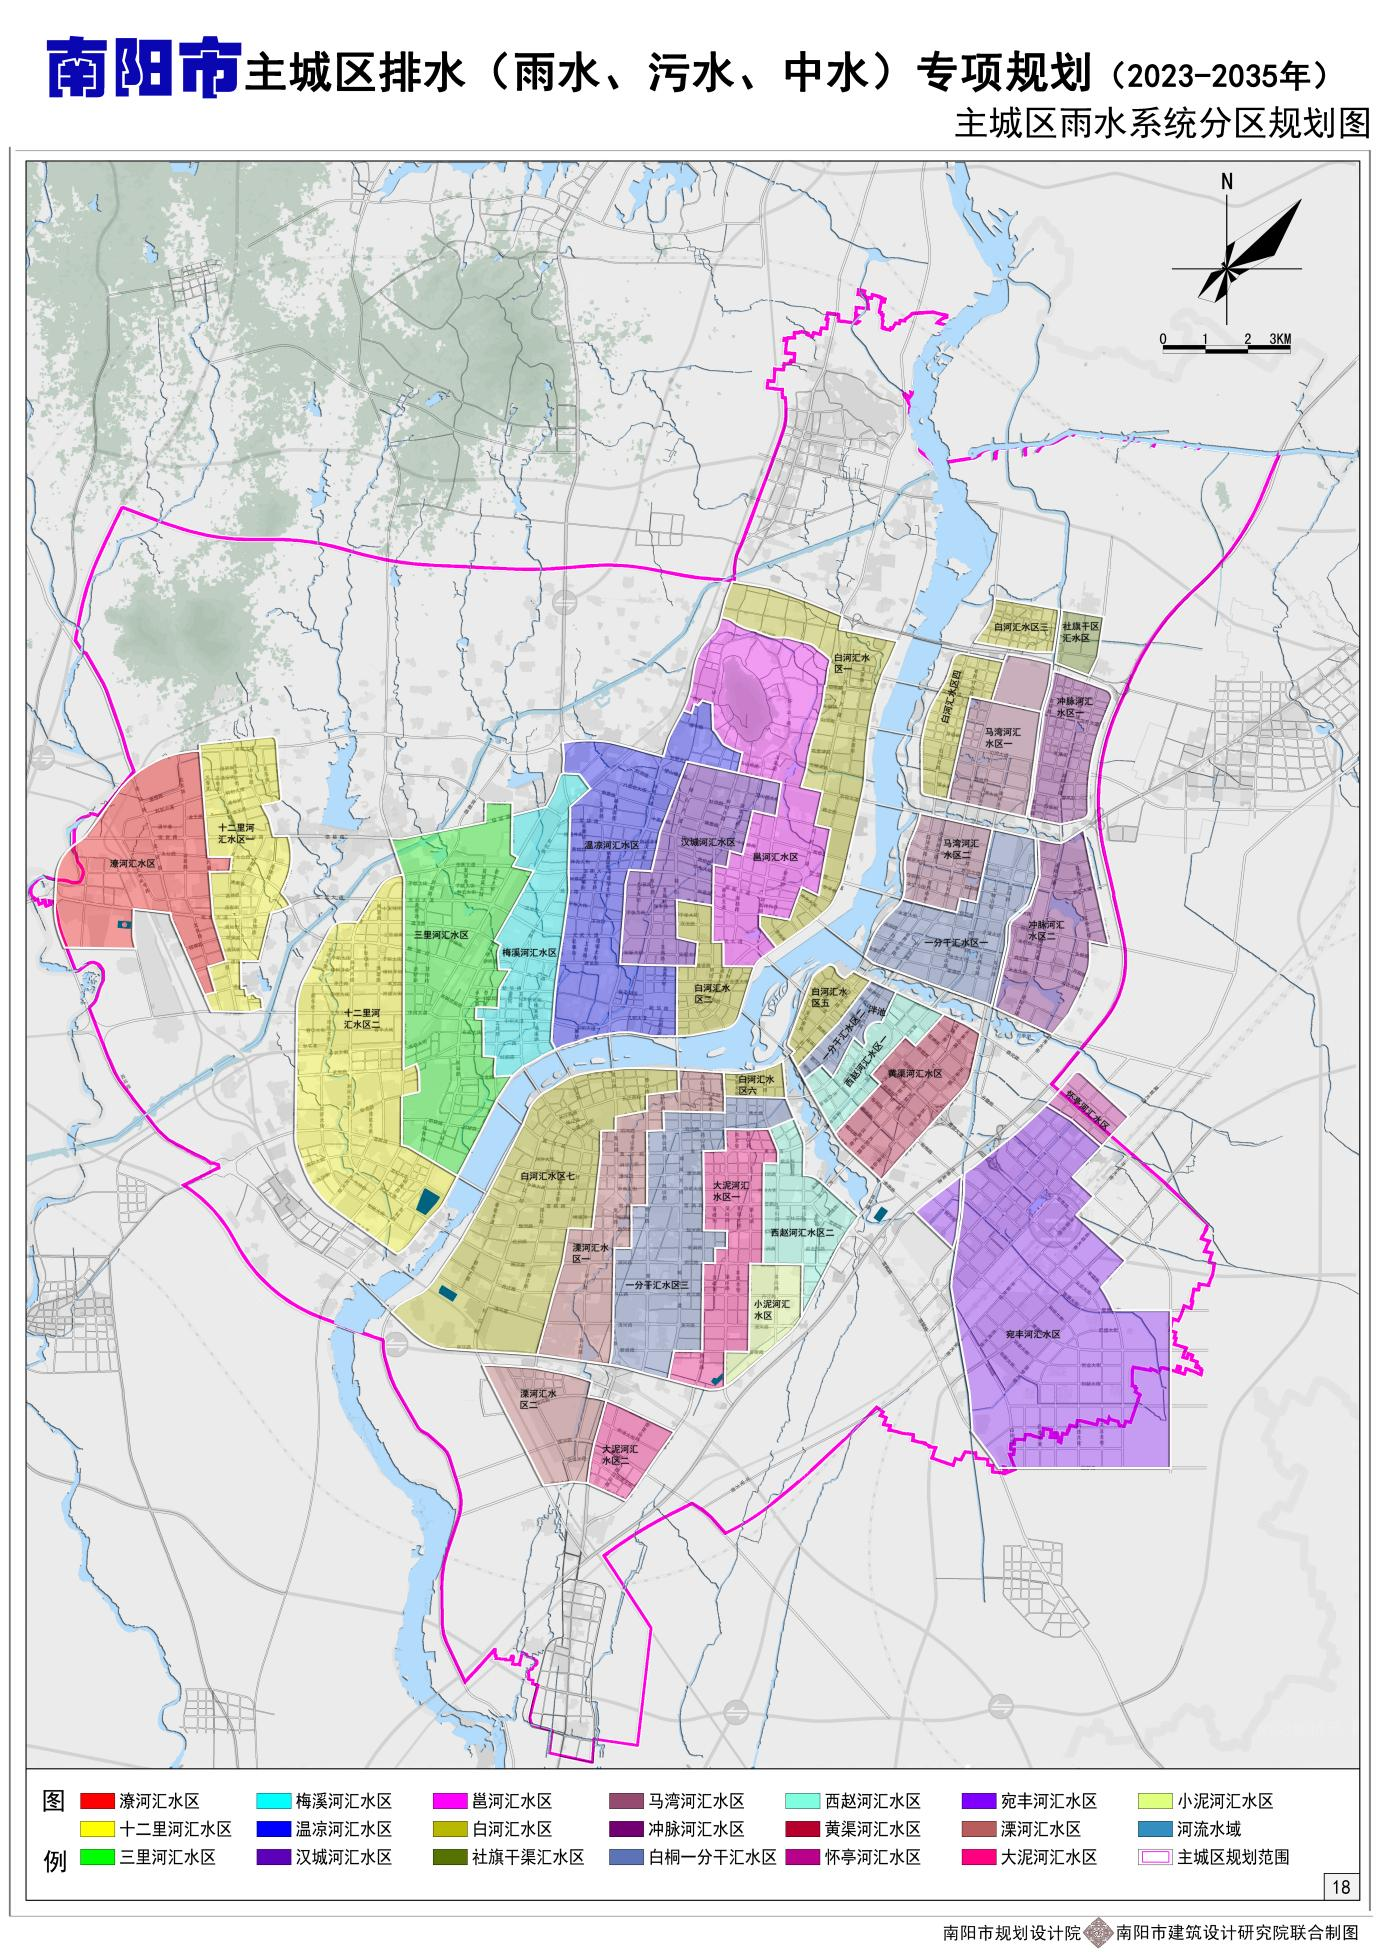 南阳市主城区排水（雨水、污水、中水）专项规划（2023-2035年）
主城区雨水系统分区规划图
N
0 1 2 3KM
白河汇水区三
社旗干区
汇水区
白河汇水
区一
白河汇水区四
冲脉河汇
水区一
马湾河汇
水区一
十二里河
汇水区一
潦河汇水区
温凉河汇水区
汉城河汇水区
邕河汇水区
马湾河汇
水区二
三里河汇水区
梅溪河汇水区
一分干汇水区一
冲脉河汇
水区二
白河汇水
区二
白河汇水
区五
十二里河
汇水区二
一分干汇水区二
泮池
西赵河汇水区一
黄渠河汇水区
白河汇水
区六
怀亭河汇水区
白河汇水区七
大泥河汇
水区一
西赵河汇水区二
溧河汇水
区一
一分干汇水区三
小泥河汇
水区
宛丰河汇水区
溧河汇水
区二
大泥河汇
水区二
图例
潦河汇水区 梅溪河汇水区 邕河汇水区 马湾河汇水区 西赵河汇水区 宛丰河汇水区 小泥河汇水区
十二里河汇水区 温凉河汇水区 白河汇水区 冲脉河汇水区 黄渠河汇水区 溧河汇水区 河流水域
三里河汇水区 汉城河汇水区 社旗干渠汇水区 白桐一分干汇水区 怀亭河汇水区 大泥河汇水区 主城区规划范围
18
南阳市规划设计院 南阳市建筑设计研究院联合制图